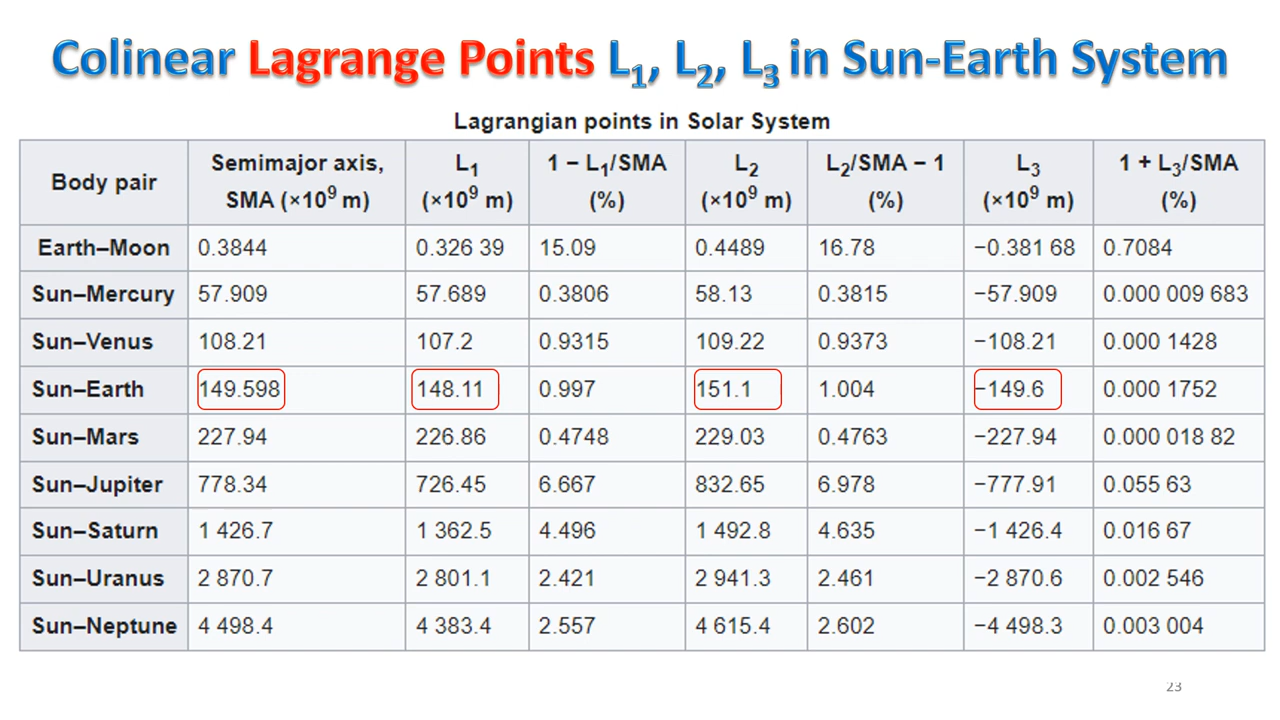 Colinear Lagrange Points L₁, L₂, L₃ in Sun-Earth System
Lagrangian points in Solar System
Body pair | Semimajor axis, SMA (×10⁹ m) | L₁ (×10⁹ m) | 1 − L₁/SMA (%) | L₂ (×10⁹ m) | L₂/SMA − 1 (%) | L₃ (×10⁹ m) | 1 + L₃/SMA (%)
Earth–Moon | 0.3844 | 0.326 39 | 15.09 | 0.4489 | 16.78 | −0.381 68 | 0.7084
Sun–Mercury | 57.909 | 57.689 | 0.3806 | 58.13 | 0.3815 | −57.909 | 0.000 009 683
Sun–Venus | 108.21 | 107.2 | 0.9315 | 109.22 | 0.9373 | −108.21 | 0.000 1428
Sun–Earth | 149.598 | 148.11 | 0.997 | 151.1 | 1.004 | −149.6 | 0.000 1752
Sun–Mars | 227.94 | 226.86 | 0.4748 | 229.03 | 0.4763 | −227.94 | 0.000 018 82
Sun–Jupiter | 778.34 | 726.45 | 6.667 | 832.65 | 6.978 | −777.91 | 0.055 63
Sun–Saturn | 1 426.7 | 1 362.5 | 4.496 | 1 492.8 | 4.635 | −1 426.4 | 0.016 67
Sun–Uranus | 2 870.7 | 2 801.1 | 2.421 | 2 941.3 | 2.461 | −2 870.6 | 0.002 546
Sun–Neptune | 4 498.4 | 4 383.4 | 2.557 | 4 615.4 | 2.602 | −4 498.3 | 0.003 004
23